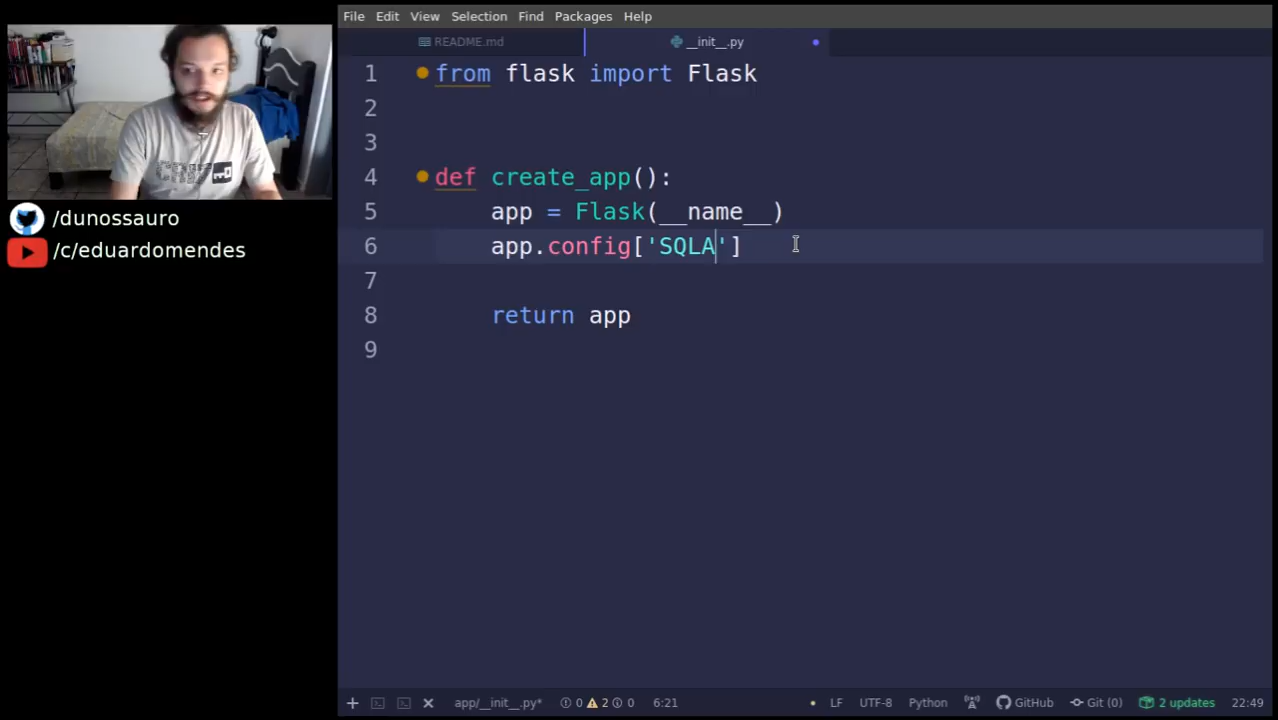 File Edit View Selection Find Packages Help
README.md __init__.py
1 from flask import Flask
2
3
4 def create_app():
5 app = Flask(__name__)
6 app.config['SQLA']
7
8 return app
9
/dunossauro
/c/eduardomendes
app/__init__.py* 0 2 0 6:21 LF UTF-8 Python GitHub Git (0) 2 updates 22:49